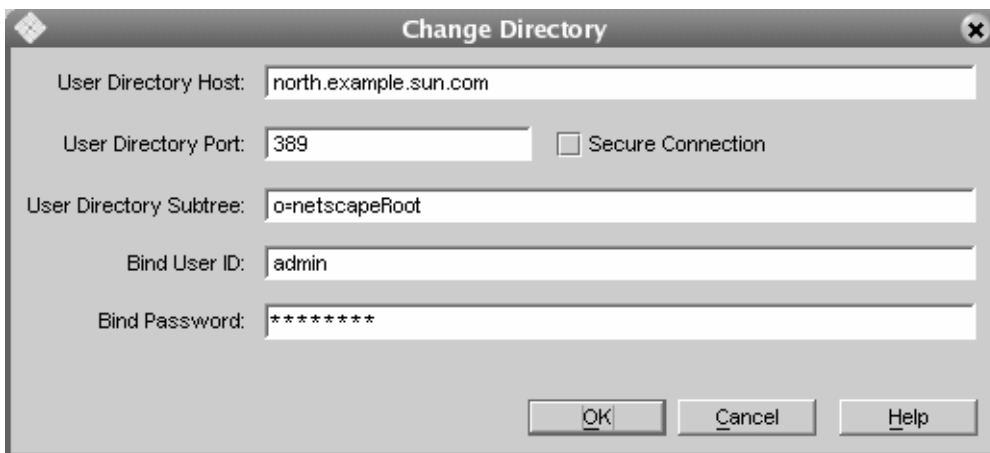 Change Directory
User Directory Host: north.example.sun.com
User Directory Port: 389 Secure Connection
User Directory Subtree: o=netscapeRoot
Bind User ID: admin
Bind Password: ********
OK Cancel Help